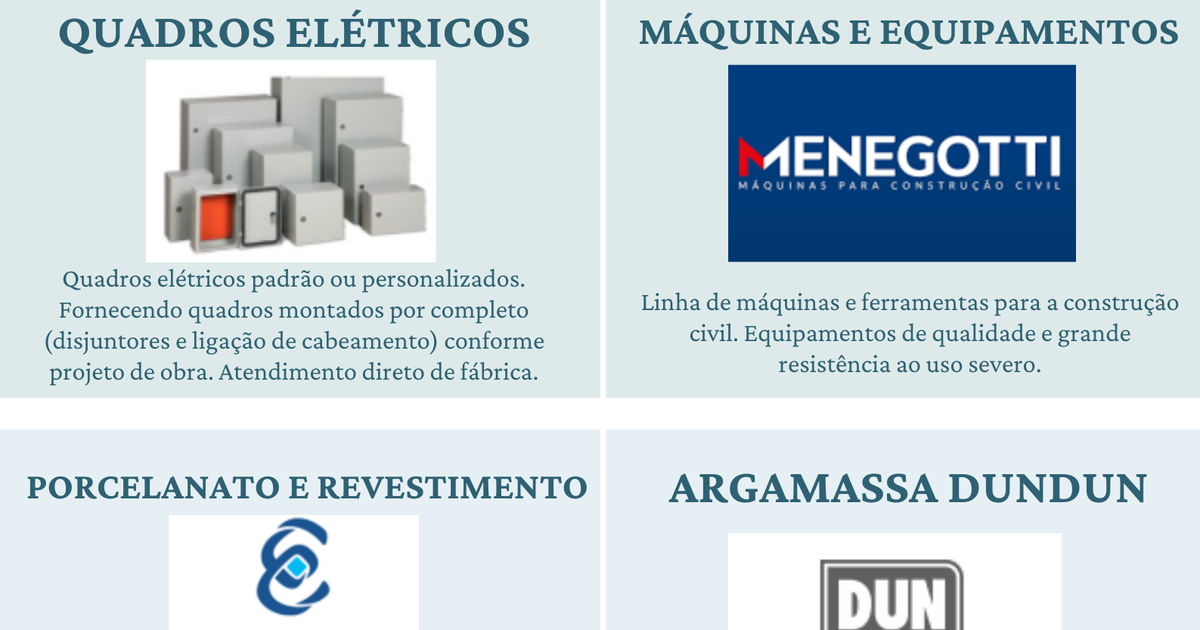 QUADROS ELÉTRICOS
Quadros elétricos padrão ou personalizados.
Fornecendo quadros montados por completo
(disjuntores e ligação de cabeamento) conforme
projeto de obra. Atendimento direto de fábrica.
MÁQUINAS E EQUIPAMENTOS
MENEGOTTI
MÁQUINAS PARA CONSTRUÇÃO CIVIL
Linha de máquinas e ferramentas para a construção
civil. Equipamentos de qualidade e grande
resistência ao uso severo.
PORCELANATO E REVESTIMENTO
ARGAMASSA DUNDUN
DUN